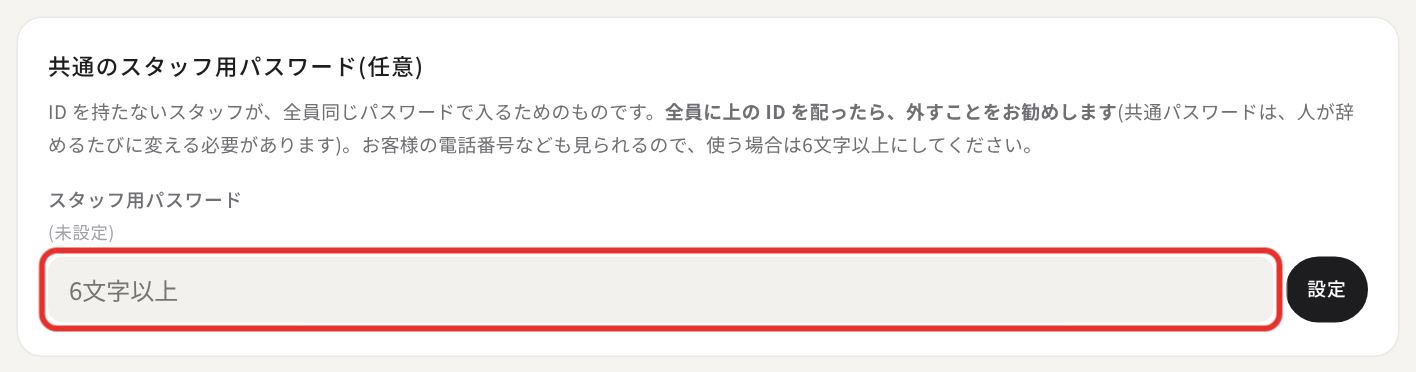 共通のスタッフ用パスワード(任意)
ID を持たないスタッフが、全員同じパスワードで入るためのものです。全員に上の ID を配ったら、外すことをお勧めします(共通パスワードは、人が辞
めるたびに変える必要があります)。お客様の電話番号なども見られるので、使う場合は6文字以上にしてください。
スタッフ用パスワード
(未設定)
6文字以上
設定